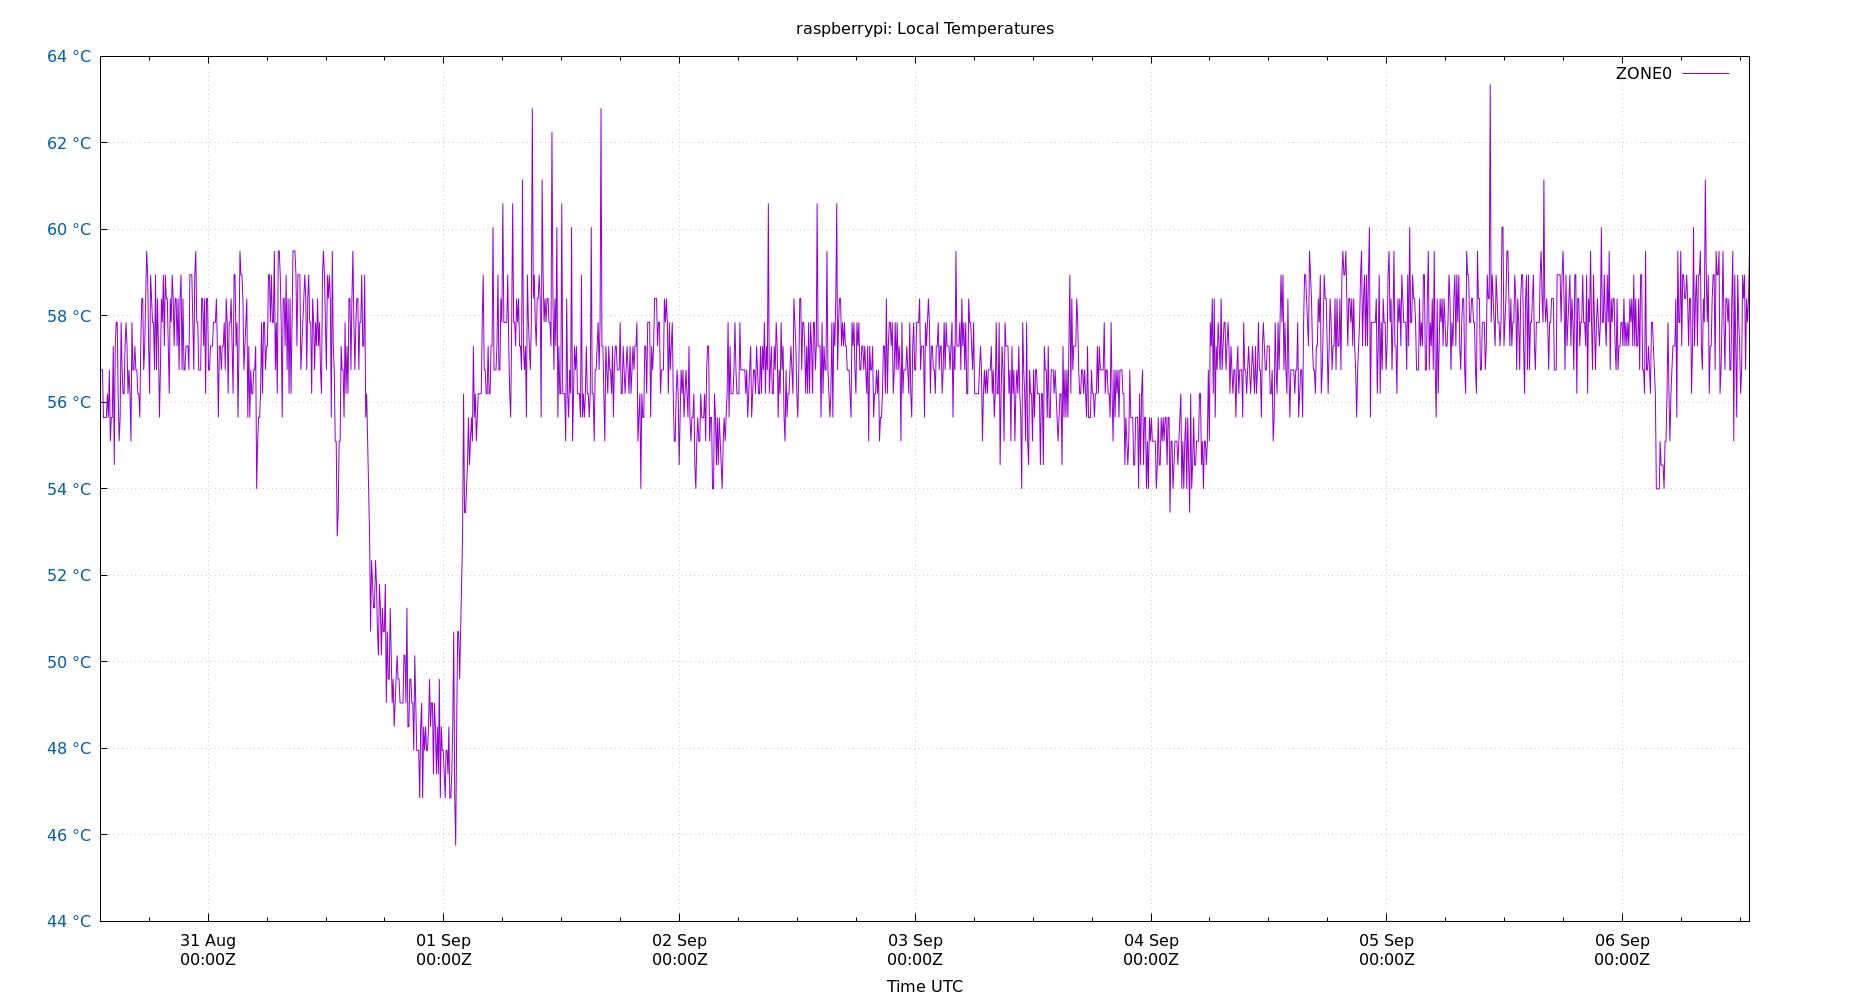 raspberrypi: Local Temperatures
64 °C
ZONE0
62 °C
60 °C
58 °C
56 °C
54 °C
52 °C
50 °C
48 °C
46 °C
44 °C
31 Aug 01 Sep 02 Sep 03 Sep 04 Sep 05 Sep 06 Sep
00:00Z 00:00Z 00:00Z 00:00Z 00:00Z 00:00Z 00:00Z
Time UTC